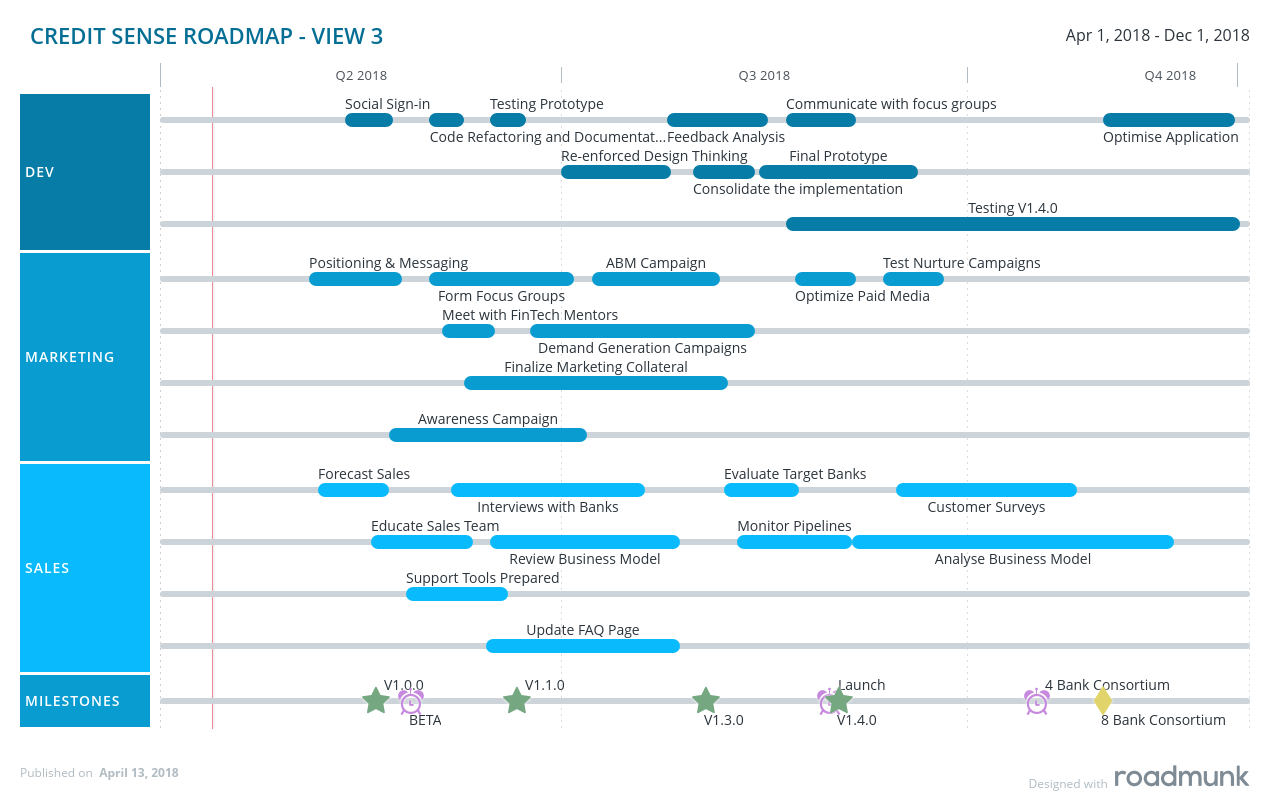 CREDIT SENSE ROADMAP - VIEW 3
Apr 1, 2018 - Dec 1, 2018
Q2 2018
Q3 2018
Q4 2018
DEV
Social Sign-in
Testing Prototype
Communicate with focus groups
Code Refactoring and Documentat...
Feedback Analysis
Optimise Application
Re-enforced Design Thinking
Final Prototype
Consolidate the implementation
Testing V1.4.0
MARKETING
Positioning & Messaging
ABM Campaign
Test Nurture Campaigns
Form Focus Groups
Optimize Paid Media
Meet with FinTech Mentors
Demand Generation Campaigns
Finalize Marketing Collateral
Awareness Campaign
SALES
Forecast Sales
Evaluate Target Banks
Interviews with Banks
Customer Surveys
Educate Sales Team
Monitor Pipelines
Review Business Model
Analyse Business Model
Support Tools Prepared
Update FAQ Page
MILESTONES
V1.0.0
V1.1.0
Launch
4 Bank Consortium
BETA
V1.3.0
V1.4.0
8 Bank Consortium
Published on April 13, 2018
Designed with roadmunk